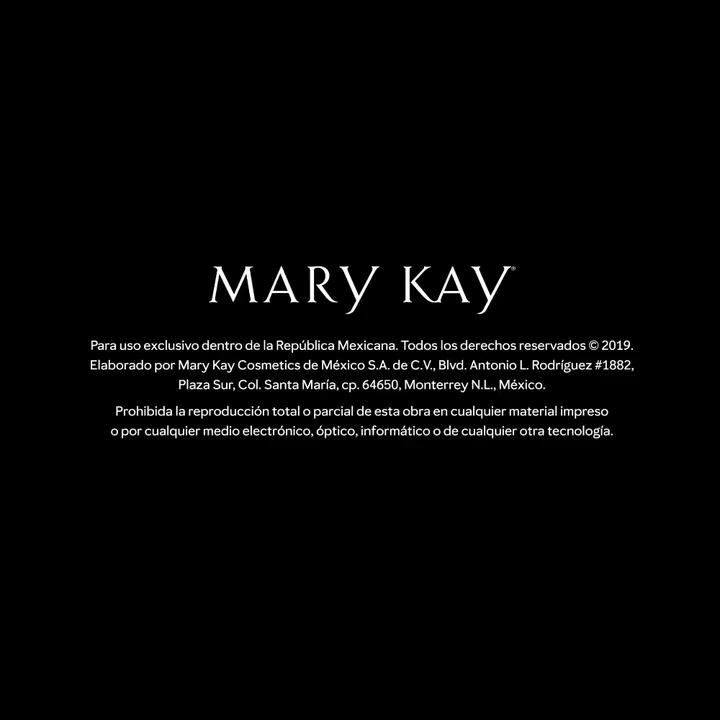 MARY KAY®
Para uso exclusivo dentro de la República Mexicana. Todos los derechos reservados © 2019.
Elaborado por Mary Kay Cosmetics de México S.A. de C.V., Blvd. Antonio L. Rodríguez #1882,
Plaza Sur, Col. Santa María, cp. 64650, Monterrey N.L., México.
Prohibida la reproducción total o parcial de esta obra en cualquier material impreso
o por cualquier medio electrónico, óptico, informático o de cualquier otra tecnología.